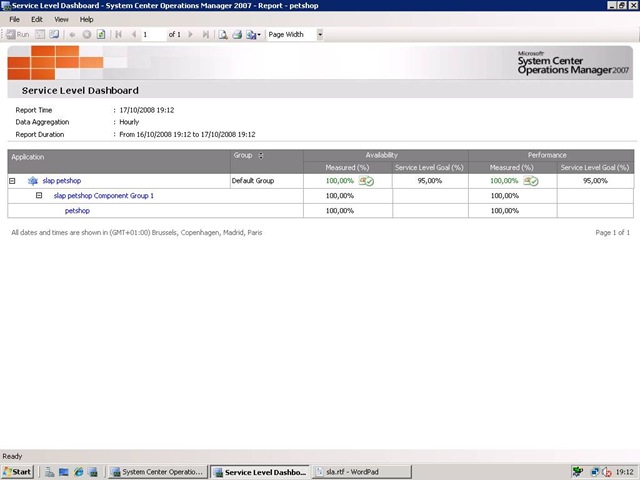 Service Level Dashboard - System Center Operations Manager 2007 - Report - petshop
File Edit View Help
Run 1 of 1 Page Width
Microsoft
System Center
Operations Manager 2007
Service Level Dashboard
Report Time : 17/10/2008 19:12
Data Aggregation : Hourly
Report Duration : From 16/10/2008 19:12 to 17/10/2008 19:12
Application Group Availability Performance
Measured (%) Service Level Goal (%) Measured (%) Service Level Goal (%)
slap petshop Default Group 100,00% 95,00% 100,00% 95,00%
slap petshop Component Group 1 100,00% 100,00%
petshop 100,00% 100,00%
All dates and times are shown in (GMT+01:00) Brussels, Copenhagen, Madrid, Paris Page 1 of 1
Ready
Start System Center Operatio... Service Level Dashbo... sla.rtf - WordPad 19:12